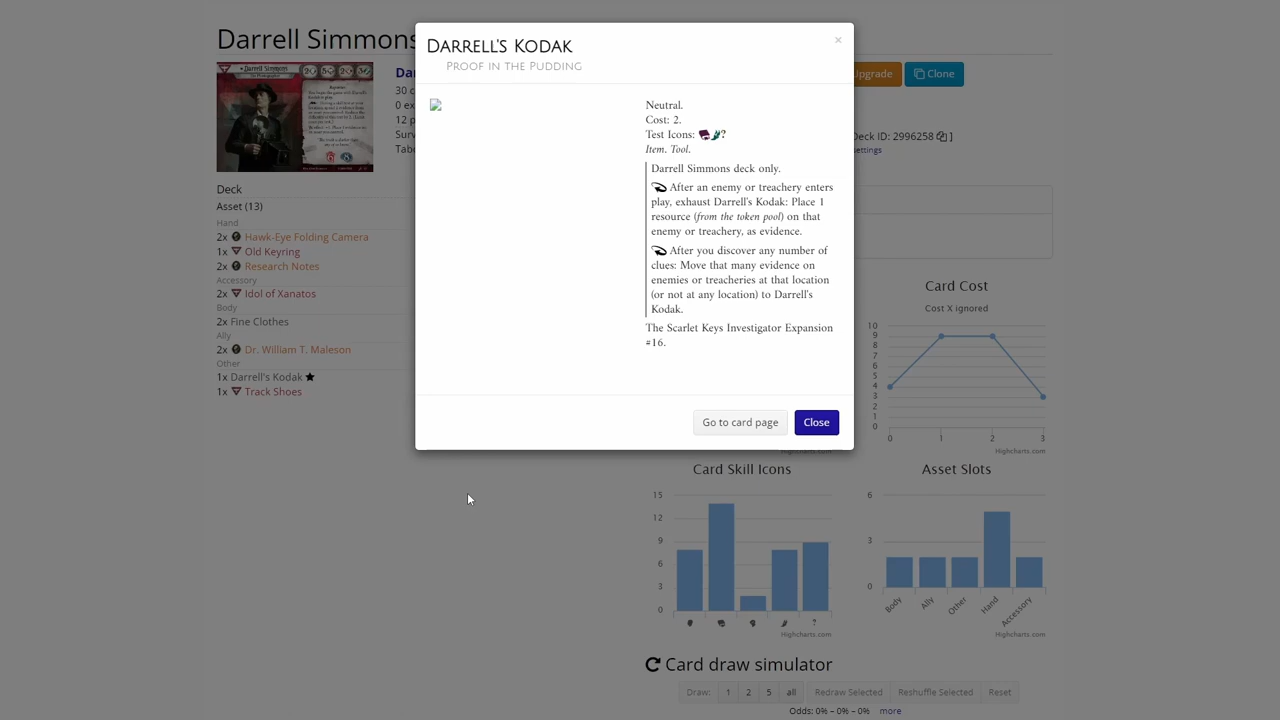 Darrell Simmons
DARRELL'S KODAK
PROOF IN THE PUDDING
×
Neutral.
Cost: 2.
Test Icons: ?
Item. Tool.
Darrell Simmons deck only.
After an enemy or treachery enters
play, exhaust Darrell's Kodak: Place 1
resource (from the token pool) on that
enemy or treachery, as evidence.
After you discover any number of
clues: Move that many evidence on
enemies or treacheries at that location
(or not at any location) to Darrell's
Kodak.
The Scarlet Keys Investigator Expansion
#16.
Go to card page
Close
Darrell Simmons
Da
30 c
0 ex
12 p
Surv
Tabo
Upgrade
Clone
Deck ID: 2996258 ]
settings
Deck
Asset (13)
Hand
2x Hawk-Eye Folding Camera
1x Old Keyring
2x Research Notes
Accessory
2x Idol of Xanatos
Body
2x Fine Clothes
Ally
2x Dr. William T. Maleson
Other
1x Darrell's Kodak
1x Track Shoes
Card Cost
Cost X ignored
10
9
8
7
6
5
4
3
2
1
0
0 1 2 3
Highcharts.com
Highcharts.com
Card Skill Icons
15
12
9
6
3
0
?
Highcharts.com
Asset Slots
6
3
0
Body Ally Other Hand Accessory
Highcharts.com
Card draw simulator
Draw: 1 2 5 all Redraw Selected Reshuffle Selected Reset
Odds: 0% – 0% – 0% more